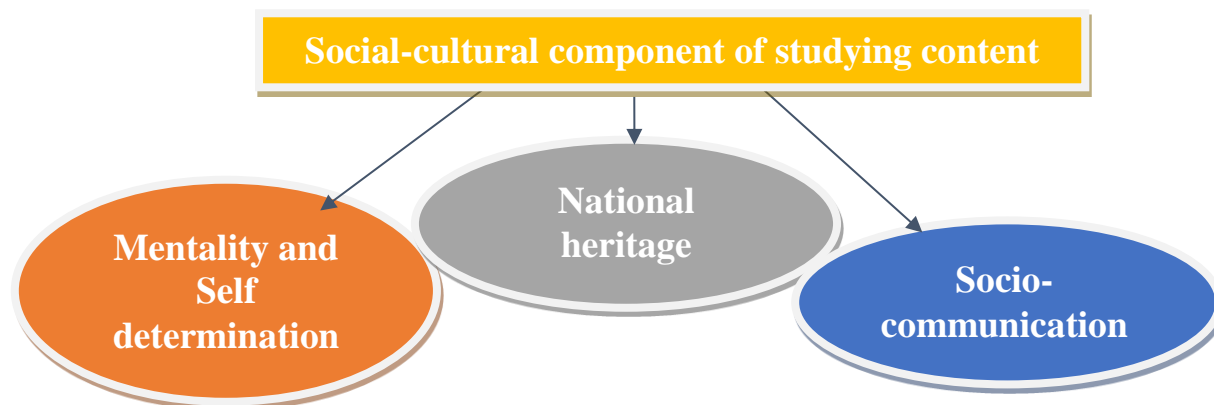 Social-cultural component of studying content
Mentality and
Self
determination
National
heritage
Socio-
communication